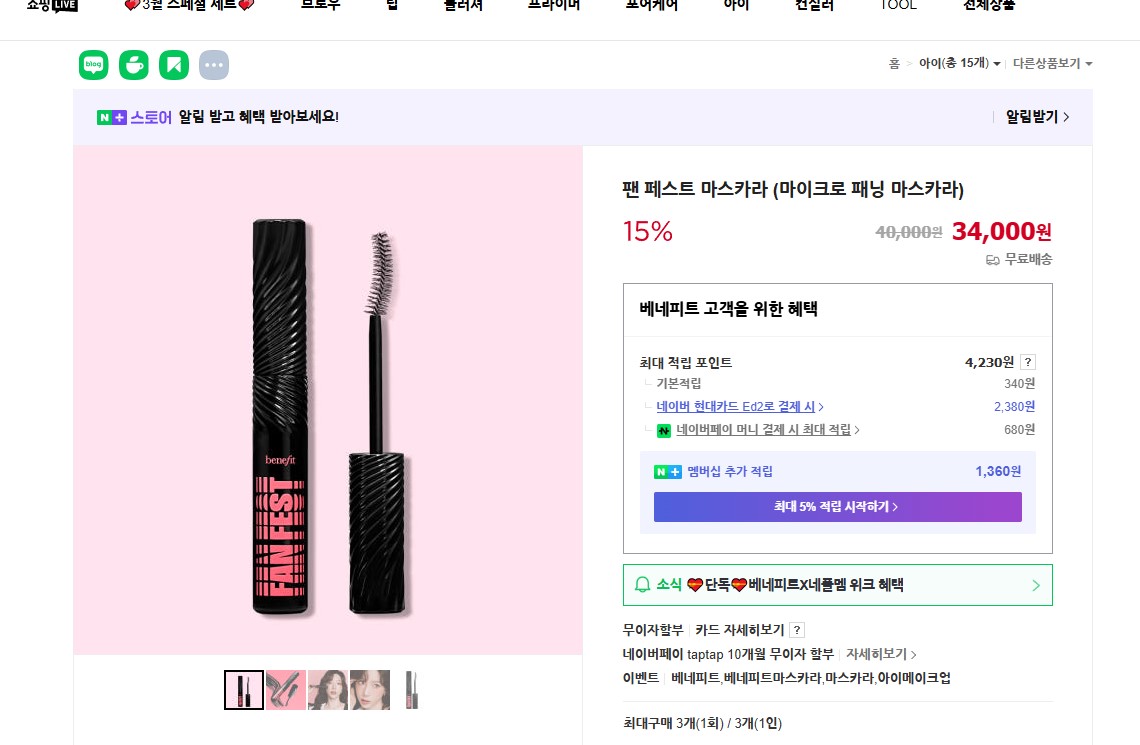 쇼핑LIVE 3월 스페셜 세트 브로우 립 블러셔 프라이머 포어케어 아이 컨실러 TOOL 전체상품
blog
홈 > 아이(총 15개) 다른상품보기
N+ 스토어 알림 받고 혜택 받아보세요! 알림받기 >
팬 페스트 마스카라 (마이크로 패닝 마스카라)
15% 40,000원 34,000원
무료배송
베네피트 고객을 위한 혜택
최대 적립 포인트 4,230원 ?
기본적립 340원
네이버 현대카드 Ed2로 결제 시 > 2,380원
N 네이버페이 머니 결제 시 최대 적립 > 680원
N+ 멤버십 추가 적립 1,360원
최대 5% 적립 시작하기 >
소식 💝단독💝베네피트X네플멤 위크 혜택 >
무이자할부 카드 자세히보기 ?
네이버페이 taptap 10개월 무이자 할부 자세히보기 >
이벤트 베네피트,베네피트마스카라,마스카라,아이메이크업
최대구매 3개(1회) / 3개(1인)
benefit
FAN FEST